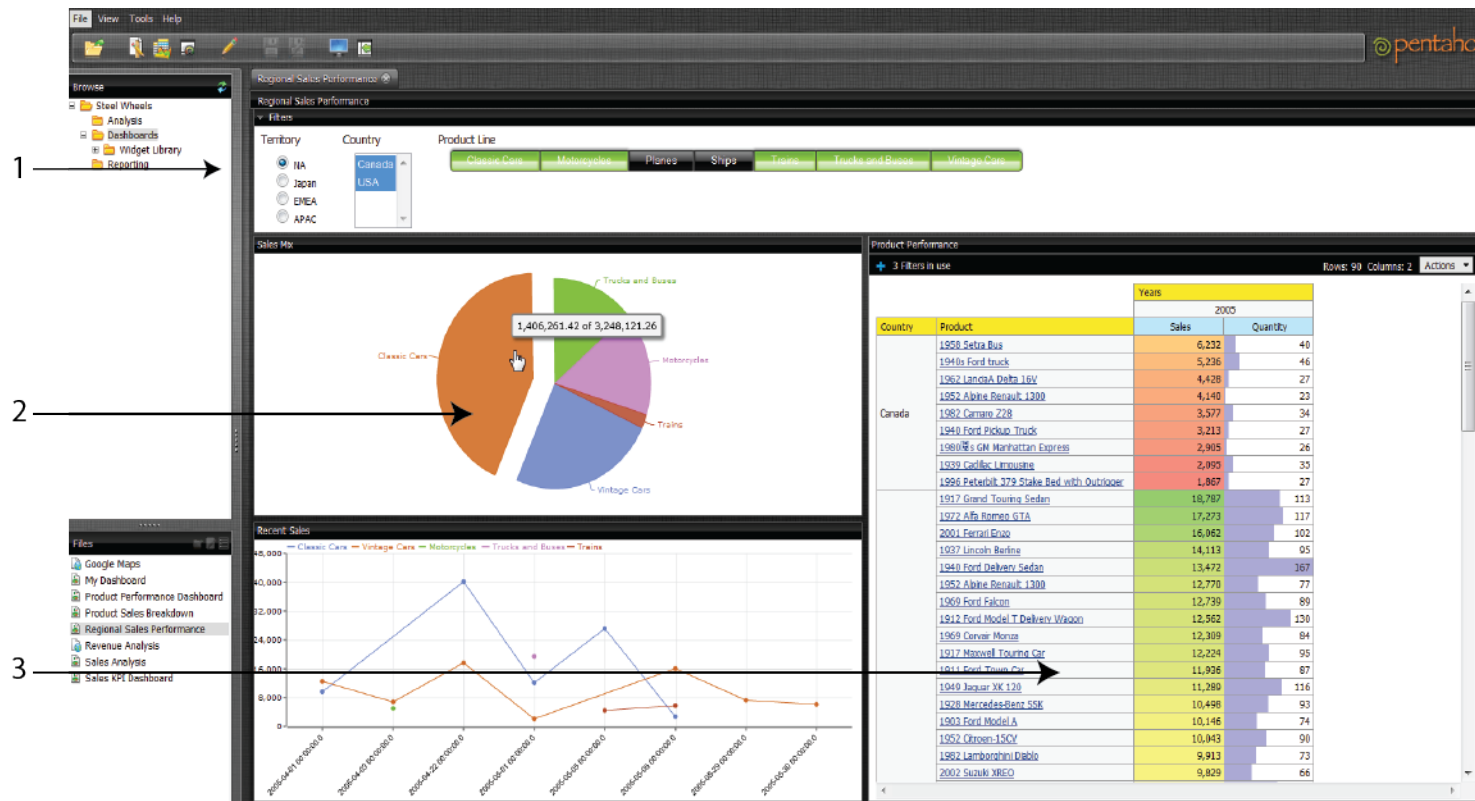 File View Tools Help
pentaho
Browse
Steel Wheels
Analysis
Dashboards
Widget Library
Reporting
1
2
3
Files
Google Maps
My Dashboard
Product Performance Dashboard
Product Sales Breakdown
Regional Sales Performance
Revenue Analysis
Sales Analysis
Sales KPI Dashboard
Regional Sales Performance
Regional Sales Performance
Filters
Territory Country Product Line
NA
Japan
EMEA
APAC
Canada
USA
Classic Cars Motorcycles Planes Ships Trains Trucks and Buses Vintage Cars
Sales Mix
Trucks and Buses
1,406,261.42 of 3,248,121.26
Classic Cars
Motorcycles
Trains
Vintage Cars
Recent Sales
Classic Cars Vintage Cars Motorcycles Trucks and Buses Trains
48,000
40,000
32,000
24,000
16,000
8,000
0
Product Performance
3 Filters in use Rows: 90 Columns: 2 Actions
Years
2005
Country Product Sales Quantity
Canada
1958 Setra Bus 6,232 40
1940s Ford truck 5,236 46
1962 LanciaA Delta 16V 4,428 27
1952 Alpine Renault 1300 4,140 23
1982 Camaro Z28 3,577 34
1940 Ford Pickup Truck 3,213 27
s GM Manhattan Express 2,905 26
1939 Cadillac Limousine 2,095 35
1996 Peterbilt 379 Stake Bed with Outrigger 1,867 27
1917 Grand Touring Sedan 18,787 113
1972 Alfa Romeo GTA 17,273 117
2001 Ferrari Enzo 16,062 102
1937 Lincoln Berline 14,113 95
1940 Ford Delivery Sedan 13,472 167
1952 Alpine Renault 1300 12,770 77
1969 Ford Falcon 12,739 89
1912 Ford Model T Delivery Wagon 12,562 130
1969 Corvair Monza 12,309 84
1917 Maxwell Touring Car 12,224 95
1911 Ford Town Car 11,936 87
1949 Jaguar XK 120 11,289 116
1928 Mercedes-Benz SSK 10,498 93
1903 Ford Model A 10,146 74
1952 Citroen-15CV 10,043 90
1982 Lamborghini Diablo 9,913 73
2002 Suzuki XREO 9,829 66